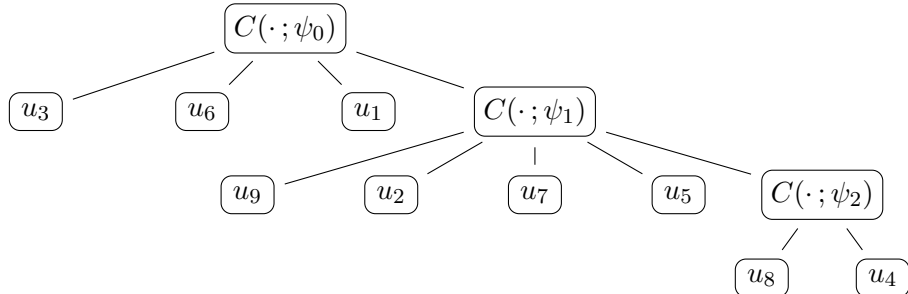 C(· ; ψ₀)
u₃ u₆ u₁ C(· ; ψ₁)
u₉ u₂ u₇ u₅ C(· ; ψ₂)
u₈ u₄